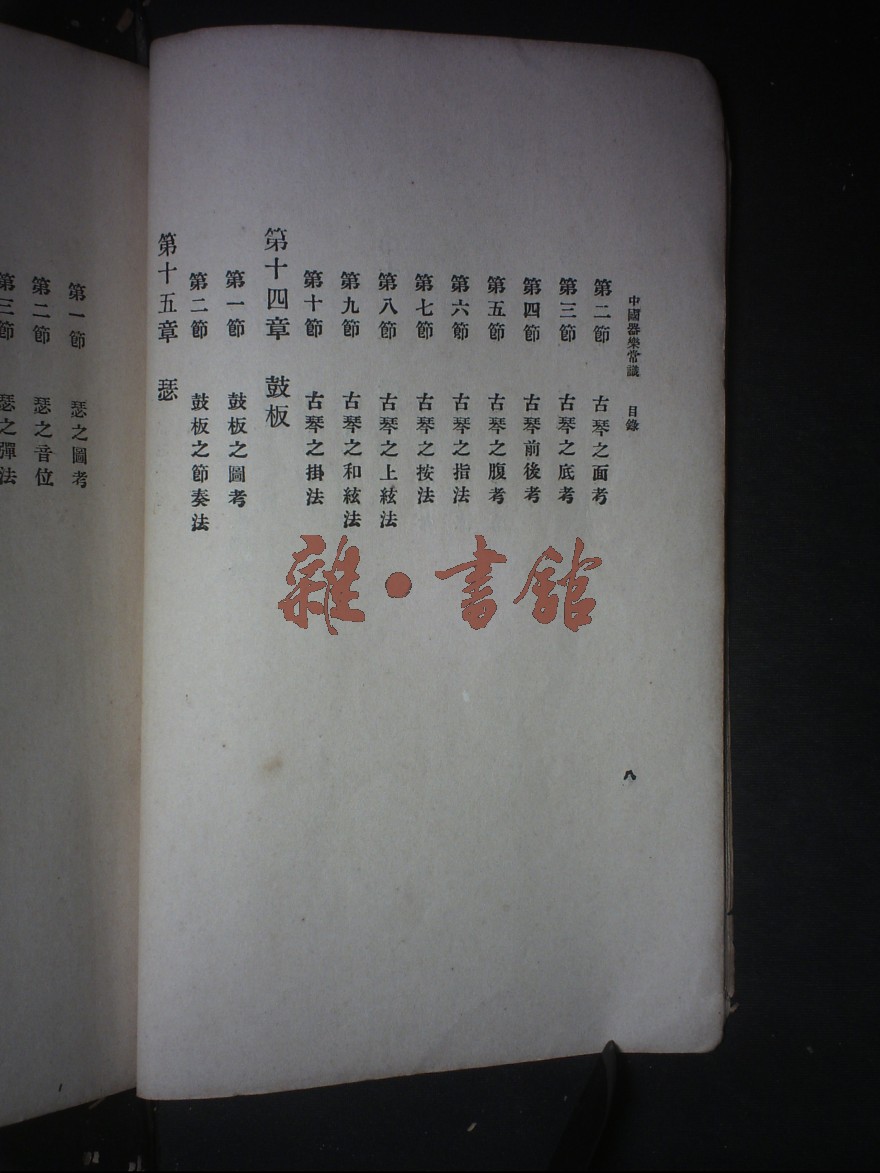 中國器樂常識　目錄
第二節　古琴之面考
第三節　古琴之底考
第四節　古琴前後考
第五節　古琴之腹考
第六節　古琴之指法
第七節　古琴之按法
第八節　古琴之上絃法
第九節　古琴之和絃法
第十節　古琴之掛法
第十四章　鼓板
第一節　鼓板之圖考
第二節　鼓板之節奏法
第十五章　瑟
八
第一節　瑟之圖考
第二節　瑟之音位
第三節　瑟之彈法
雜·書館